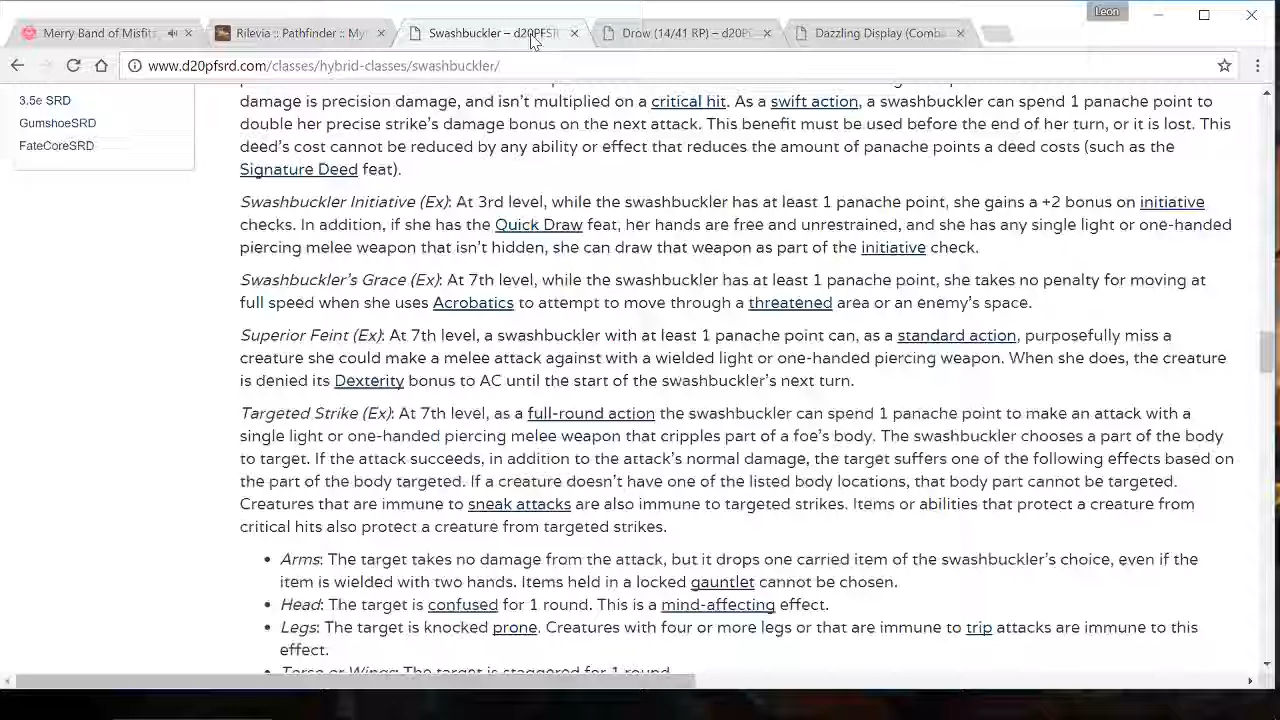 Leon
Merry Band of Misfits
Rilevia :: Pathfinder :: My
Swashbuckler – d20PFSR
Drow (14/41 RP) – d20P
Dazzling Display (Comba
www.d20pfsrd.com/classes/hybrid-classes/swashbuckler/
3.5e SRD
GumshoeSRD
FateCoreSRD
damage is precision damage, and isn't multiplied on a critical hit. As a swift action, a swashbuckler can spend 1 panache point to
double her precise strike's damage bonus on the next attack. This benefit must be used before the end of her turn, or it is lost. This
deed's cost cannot be reduced by any ability or effect that reduces the amount of panache points a deed costs (such as the
Signature Deed feat).
Swashbuckler Initiative (Ex): At 3rd level, while the swashbuckler has at least 1 panache point, she gains a +2 bonus on initiative
checks. In addition, if she has the Quick Draw feat, her hands are free and unrestrained, and she has any single light or one-handed
piercing melee weapon that isn't hidden, she can draw that weapon as part of the initiative check.
Swashbuckler's Grace (Ex): At 7th level, while the swashbuckler has at least 1 panache point, she takes no penalty for moving at
full speed when she uses Acrobatics to attempt to move through a threatened area or an enemy's space.
Superior Feint (Ex): At 7th level, a swashbuckler with at least 1 panache point can, as a standard action, purposefully miss a
creature she could make a melee attack against with a wielded light or one-handed piercing weapon. When she does, the creature
is denied its Dexterity bonus to AC until the start of the swashbuckler's next turn.
Targeted Strike (Ex): At 7th level, as a full-round action the swashbuckler can spend 1 panache point to make an attack with a
single light or one-handed piercing melee weapon that cripples part of a foe's body. The swashbuckler chooses a part of the body
to target. If the attack succeeds, in addition to the attack's normal damage, the target suffers one of the following effects based on
the part of the body targeted. If a creature doesn't have one of the listed body locations, that body part cannot be targeted.
Creatures that are immune to sneak attacks are also immune to targeted strikes. Items or abilities that protect a creature from
critical hits also protect a creature from targeted strikes.
• Arms: The target takes no damage from the attack, but it drops one carried item of the swashbuckler's choice, even if the
item is wielded with two hands. Items held in a locked gauntlet cannot be chosen.
• Head: The target is confused for 1 round. This is a mind-affecting effect.
• Legs: The target is knocked prone. Creatures with four or more legs or that are immune to trip attacks are immune to this
effect.
Torso or Wings: The target is staggered for 1 round